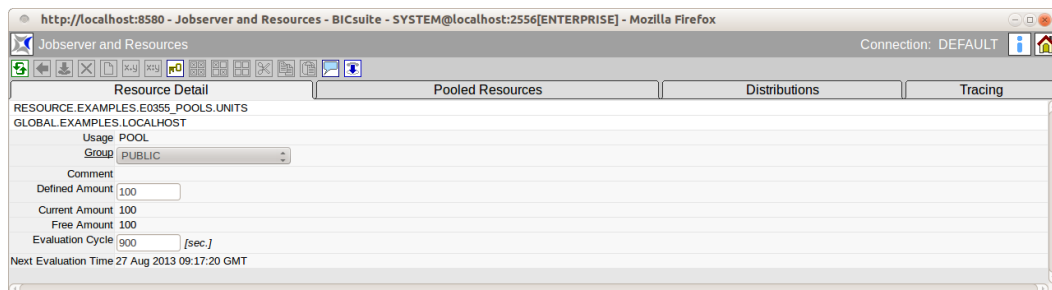 http://localhost:8580 - Jobserver and Resources - BICsuite - SYSTEM@localhost:2556[ENTERPRISE] - Mozilla Firefox
Jobserver and Resources Connection: DEFAULT
Resource Detail Pooled Resources Distributions Tracing
RESOURCE.EXAMPLES.E0355_POOLS.UNITS
GLOBAL.EXAMPLES.LOCALHOST
Usage POOL
Group PUBLIC
Comment
Defined Amount 100
Current Amount 100
Free Amount 100
Evaluation Cycle 900 [sec.]
Next Evaluation Time 27 Aug 2013 09:17:20 GMT